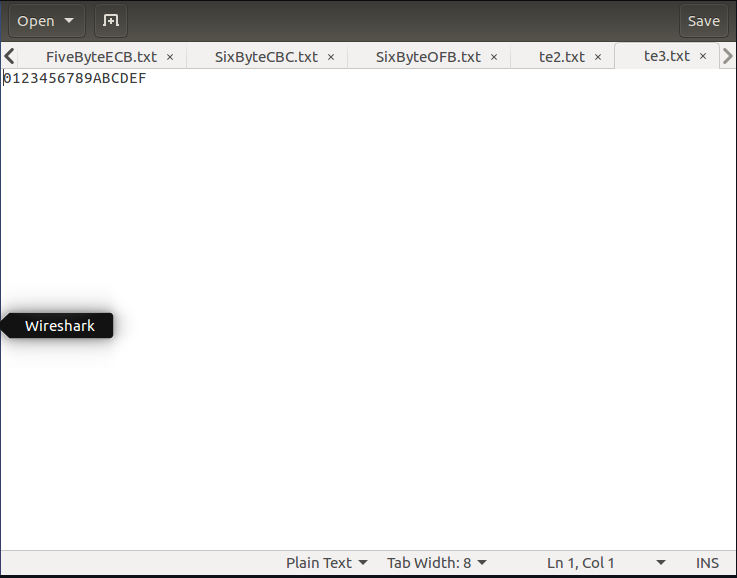 Open Save
FiveByteECB.txt × SixByteCBC.txt × SixByteOFB.txt × te2.txt × te3.txt ×
0123456789ABCDEF
Wireshark
Plain Text Tab Width: 8 Ln 1, Col 1 INS